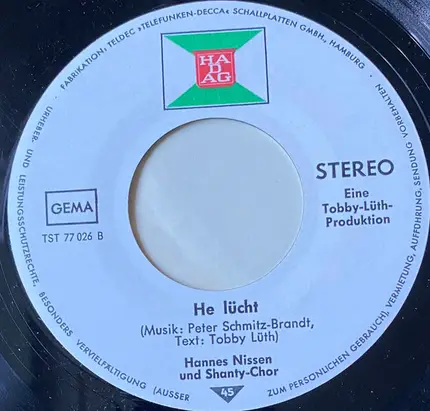 · FABRIKATION: TELDEC »TELEFUNKEN-DECCA« SCHALLPLATTEN GMBH., HAMBURG ·
URHEBER- UND LEISTUNGSSCHUTZRECHTE, BESONDERS VERVIELFÄLTIGUNG (AUSSER ZUM PERSÖNLICHEN GEBRAUCH), VERMIETUNG, AUFFÜHRUNG, SENDUNG VORBEHALTEN
HA
DAG
STEREO
Eine
Tobby-Lüth-
Produktion
GEMA
TST 77 026 B
He lücht
(Musik: Peter Schmitz-Brandt,
Text: Tobby Lüth)
Hannes Nissen
und Shanty-Chor
45